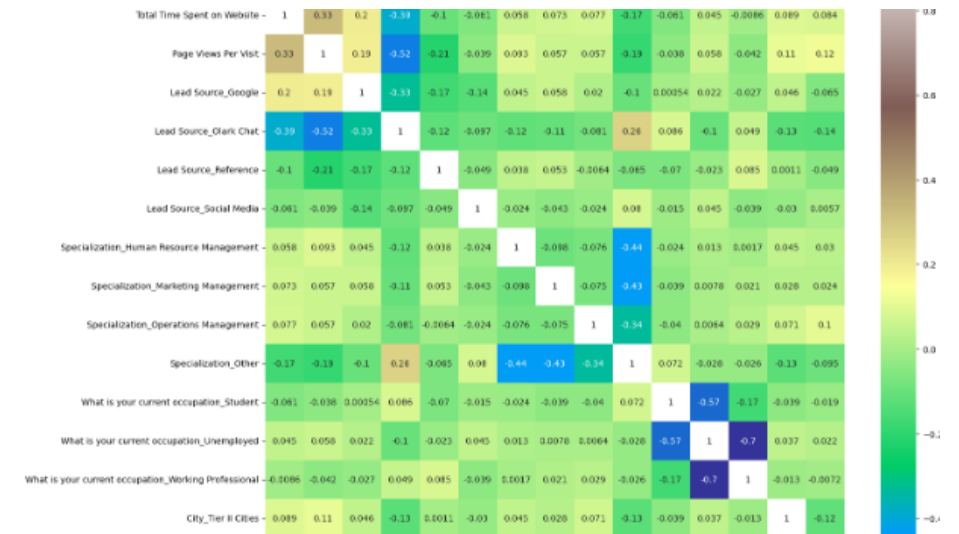 Total Time Spent on Website - 1 0.33 0.2 -0.39 -0.1 -0.061 0.058 0.073 0.077 -0.17 -0.061 0.045 -0.0086 0.089 0.084
Page Views Per Visit - 0.33 1 0.19 -0.52 -0.21 -0.039 0.093 0.057 0.057 -0.19 -0.038 0.058 -0.042 0.11 0.12
Lead Source_Google - 0.2 0.19 1 -0.33 -0.17 -0.14 0.045 0.058 0.02 -0.1 0.00054 0.022 -0.027 0.046 -0.065
Lead Source_Olark Chat - -0.39 -0.52 -0.33 1 -0.12 -0.097 -0.12 -0.11 -0.081 0.26 0.086 -0.1 0.049 -0.13 -0.14
Lead Source_Reference - -0.1 -0.21 -0.17 -0.12 1 -0.049 0.038 0.053 -0.0064 -0.065 -0.07 -0.023 0.085 0.0011 -0.049
Lead Source_Social Media - -0.061 -0.039 -0.14 -0.097 -0.049 1 -0.024 -0.043 -0.024 0.08 -0.015 0.045 -0.039 -0.03 0.0057
Specialization_Human Resource Management - 0.058 0.093 0.045 -0.12 0.038 -0.024 1 -0.098 -0.076 -0.44 -0.024 0.013 0.0017 0.045 0.03
Specialization_Marketing Management - 0.073 0.057 0.058 -0.11 0.053 -0.043 -0.098 1 -0.075 -0.43 -0.039 0.0078 0.021 0.028 0.024
Specialization_Operations Management - 0.077 0.057 0.02 -0.081 -0.0064 -0.024 -0.076 -0.075 1 -0.34 -0.04 0.0064 0.029 0.071 0.1
Specialization_Other - -0.17 -0.19 -0.1 0.26 -0.065 0.08 -0.44 -0.43 -0.34 1 0.072 -0.028 -0.026 -0.13 -0.095
What is your current occupation_Student - -0.061 -0.038 0.00054 0.086 -0.07 -0.015 -0.024 -0.039 -0.04 0.072 1 -0.57 -0.17 -0.039 -0.019
What is your current occupation_Unemployed - 0.045 0.058 0.022 -0.1 -0.023 0.045 0.013 0.0078 0.0064 -0.028 -0.57 1 -0.7 0.037 0.022
What is your current occupation_Working Professional - -0.0086 -0.042 -0.027 0.049 0.085 -0.039 0.0017 0.021 0.029 -0.026 -0.17 -0.7 1 -0.013 -0.0072
City_Tier II Cities - 0.089 0.11 0.046 -0.13 0.0011 -0.03 0.045 0.028 0.071 -0.13 -0.039 0.037 -0.013 1 -0.12
0.8
0.6
0.4
0.2
0.0
-0.2
-0.4